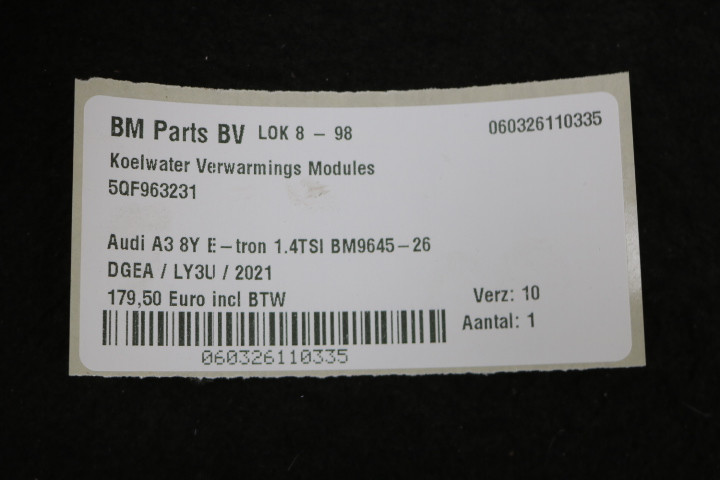 BM Parts BV LOK 8 - 98 060326110335
Koelwater Verwarmings Modules
5QF963231
Audi A3 8Y E-tron 1.4TSI BM9645-26
DGEA / LY3U / 2021
179,50 Euro incl BTW Verz: 10
Aantal: 1
060326110335